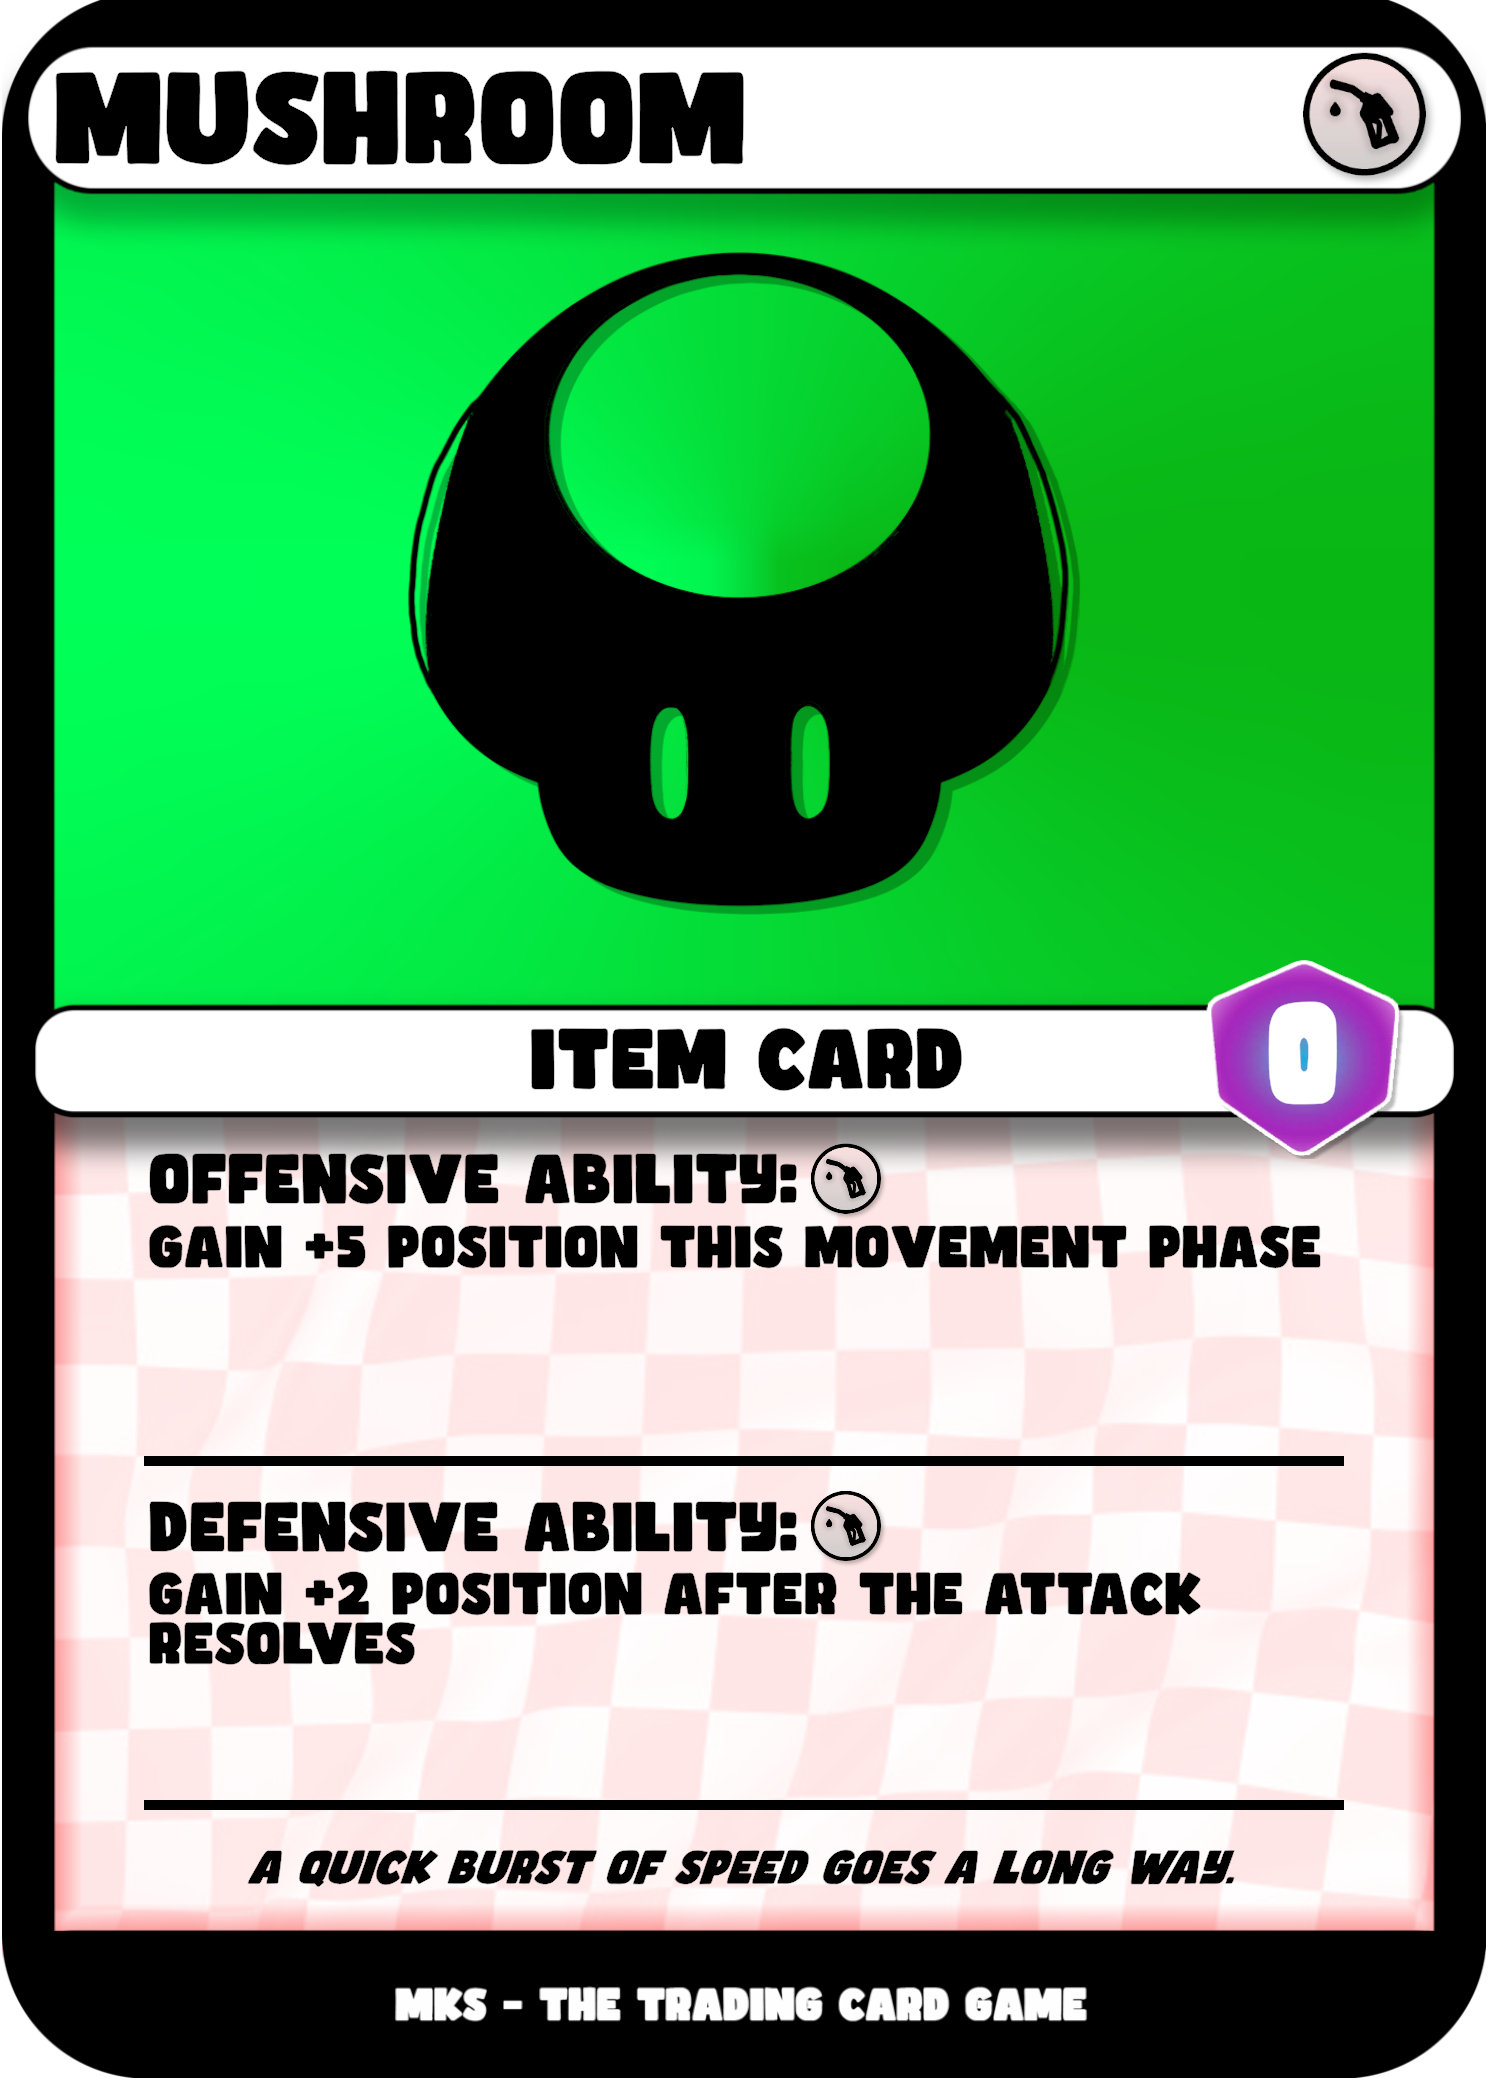 MUSHROOM
ITEM CARD
0
OFFENSIVE ABILITY:
GAIN +5 POSITION THIS MOVEMENT PHASE
DEFENSIVE ABILITY:
GAIN +2 POSITION AFTER THE ATTACK
RESOLVES
A QUICK BURST OF SPEED GOES A LONG WAY.
MKS - THE TRADING CARD GAME